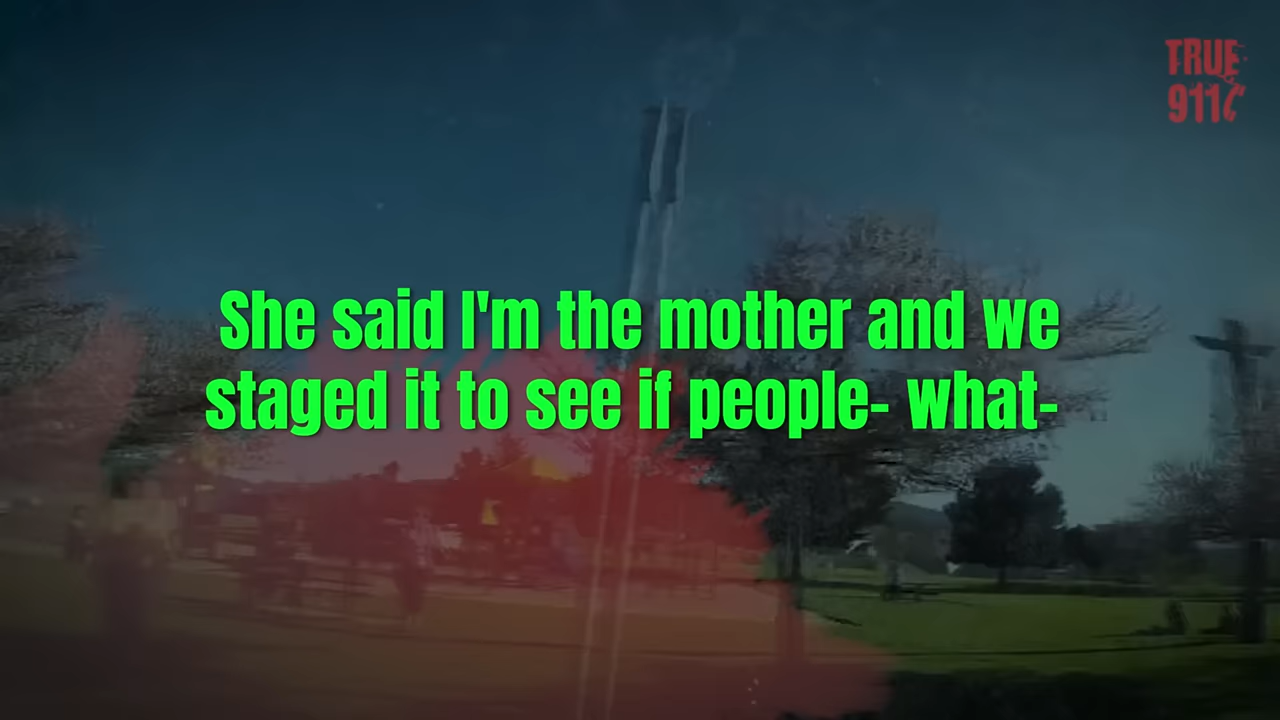 TRUE
911
She said I'm the mother and we
staged it to see if people- what-